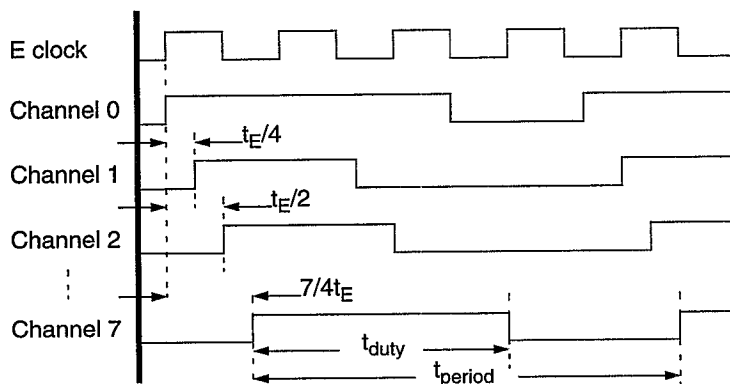 E clock
Channel 0
t_E/4
Channel 1
t_E/2
Channel 2
7/4t_E
Channel 7
t_duty
t_period